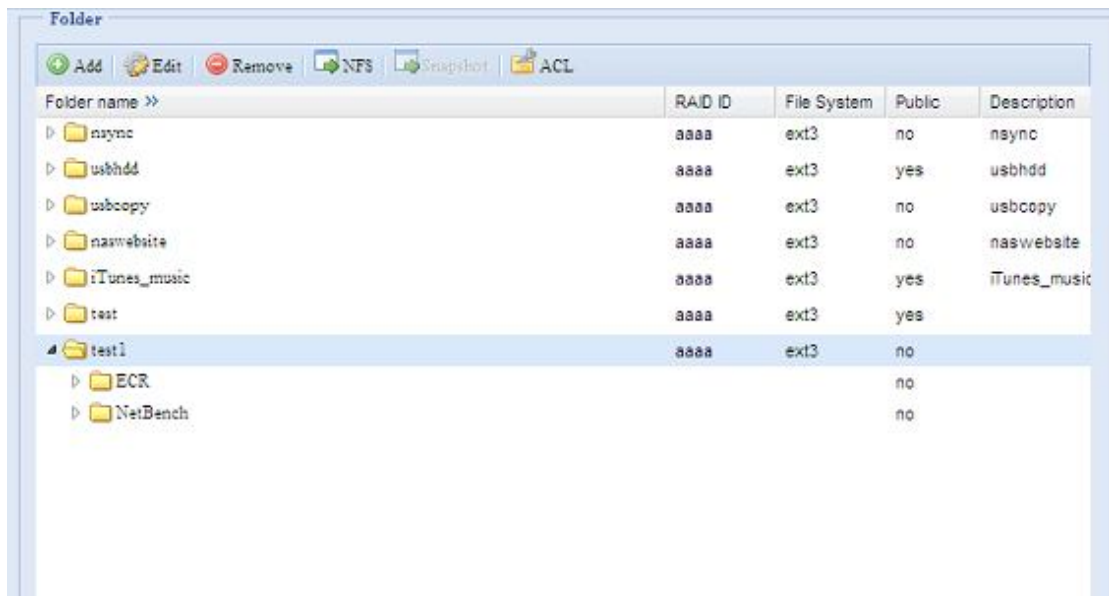 Folder
Add Edit Remove NFS Snapshot ACL
Folder name » RAID ID File System Public Description
nsync aaaa ext3 no nsync
usbhdd aaaa ext3 yes usbhdd
usbcopy aaaa ext3 no usbcopy
naswebsite aaaa ext3 no naswebsite
iTunes_music aaaa ext3 yes iTunes_music
test aaaa ext3 yes
test1 aaaa ext3 no
ECR no
NetBench no